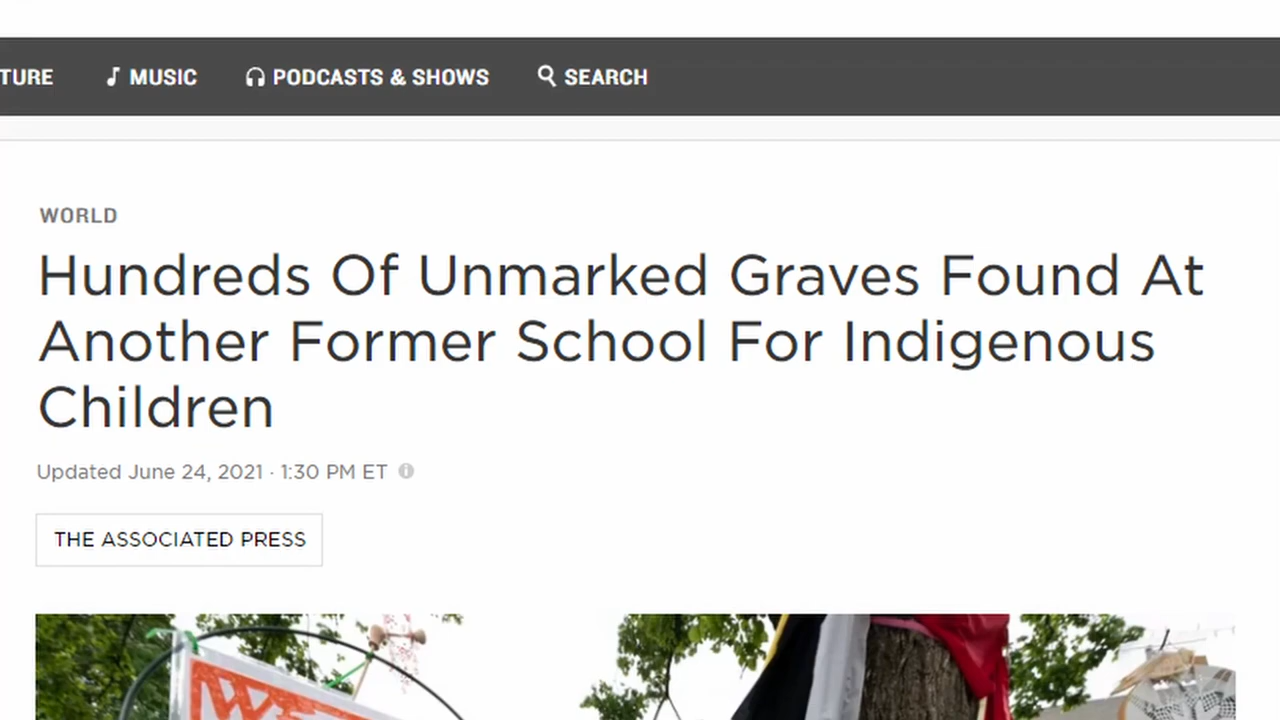 TURE MUSIC PODCASTS & SHOWS SEARCH
WORLD
Hundreds Of Unmarked Graves Found At
Another Former School For Indigenous
Children
Updated June 24, 2021 · 1:30 PM ET
THE ASSOCIATED PRESS